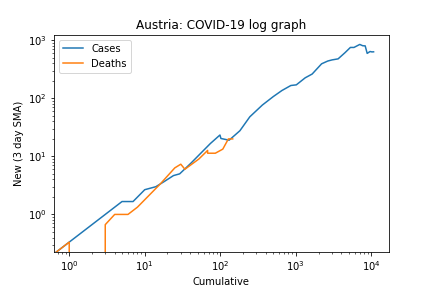 Austria: COVID-19 log graph
Cases
Deaths
New (3 day SMA)
10³
10²
10¹
10⁰
10⁰ 10¹ 10² 10³ 10⁴
Cumulative